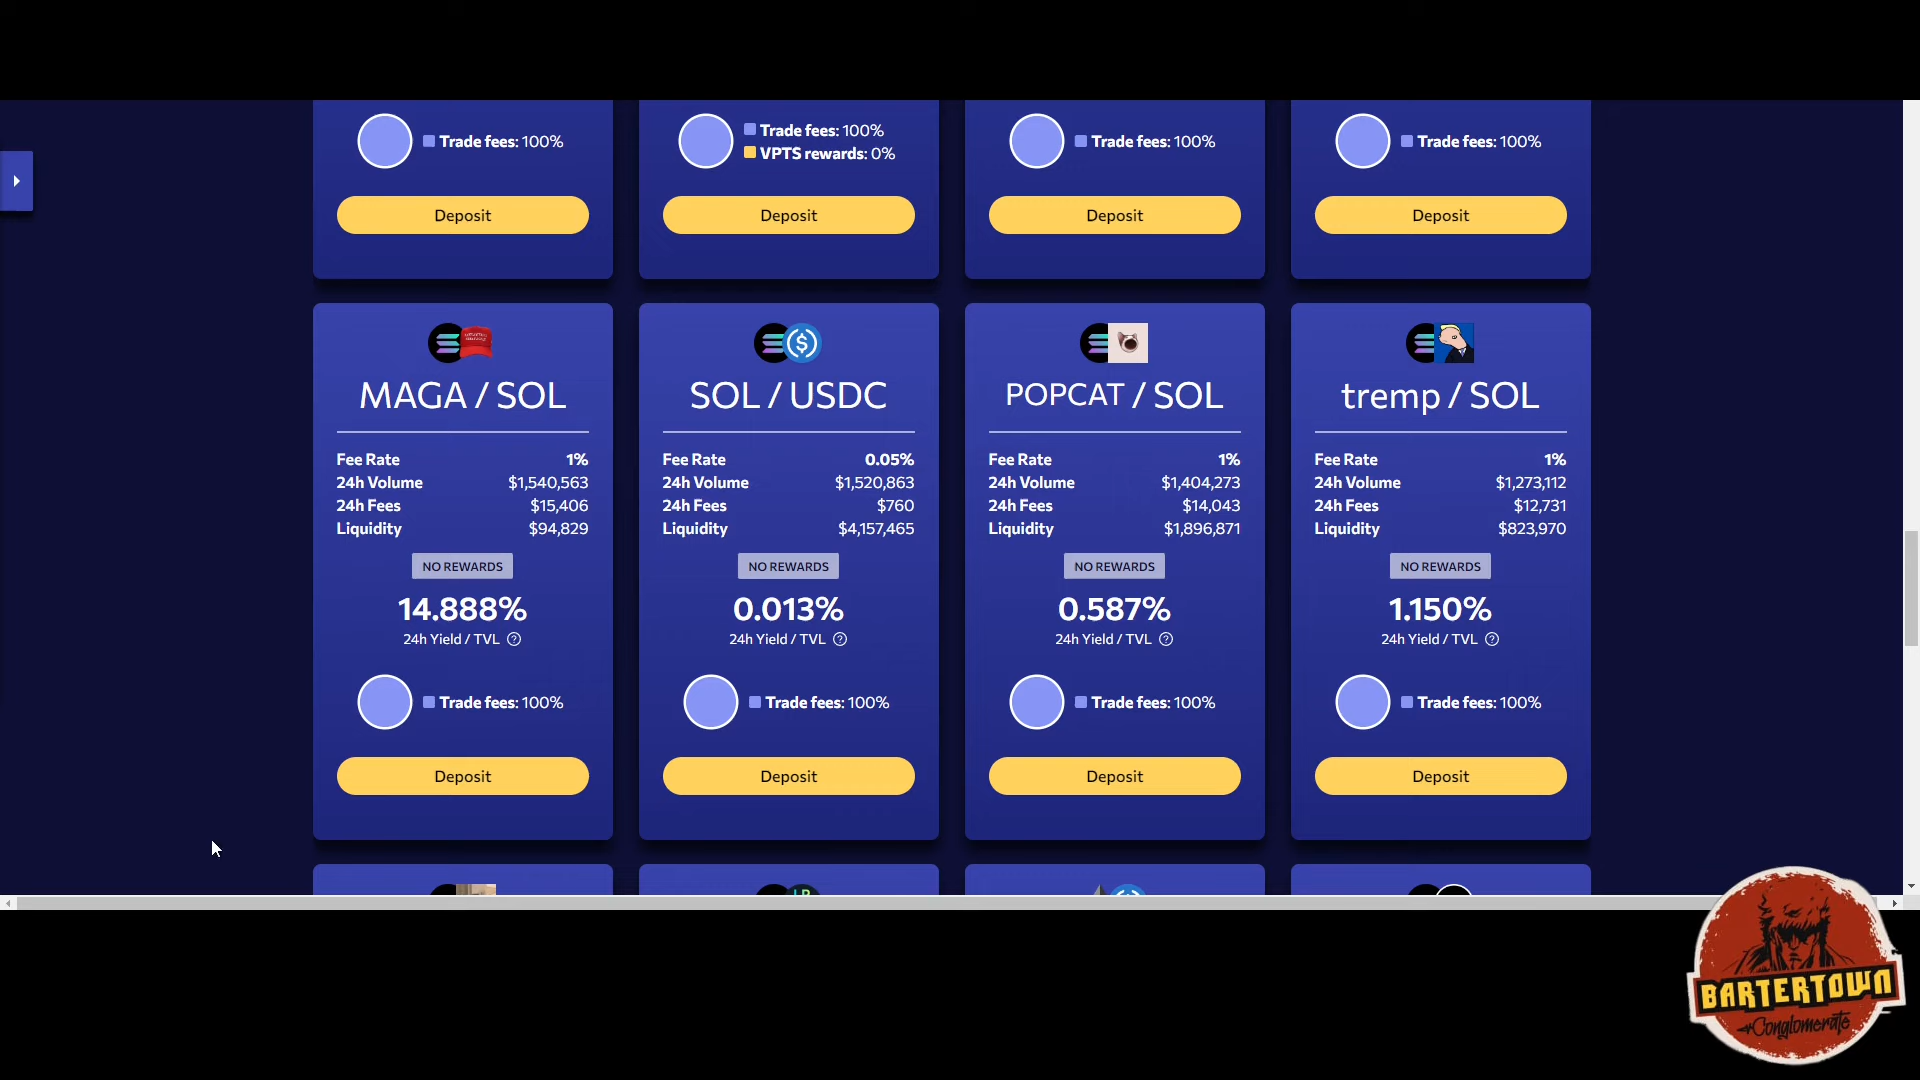 Trade fees: 100%
Trade fees: 100%
VPTS rewards: 0%
Trade fees: 100%
Trade fees: 100%
Deposit
Deposit
Deposit
Deposit
MAGA / SOL
Fee Rate 1%
24h Volume $1,540,563
24h Fees $15,406
Liquidity $94,829
NO REWARDS
14.888%
24h Yield / TVL ?
Trade fees: 100%
Deposit
SOL / USDC
Fee Rate 0.05%
24h Volume $1,520,863
24h Fees $760
Liquidity $4,157,465
NO REWARDS
0.013%
24h Yield / TVL ?
Trade fees: 100%
Deposit
POPCAT / SOL
Fee Rate 1%
24h Volume $1,404,273
24h Fees $14,043
Liquidity $1,896,871
NO REWARDS
0.587%
24h Yield / TVL ?
Trade fees: 100%
Deposit
tremp / SOL
Fee Rate 1%
24h Volume $1,273,112
24h Fees $12,731
Liquidity $823,970
NO REWARDS
1.150%
24h Yield / TVL ?
Trade fees: 100%
Deposit
BARTERTOWN
Conglomerate